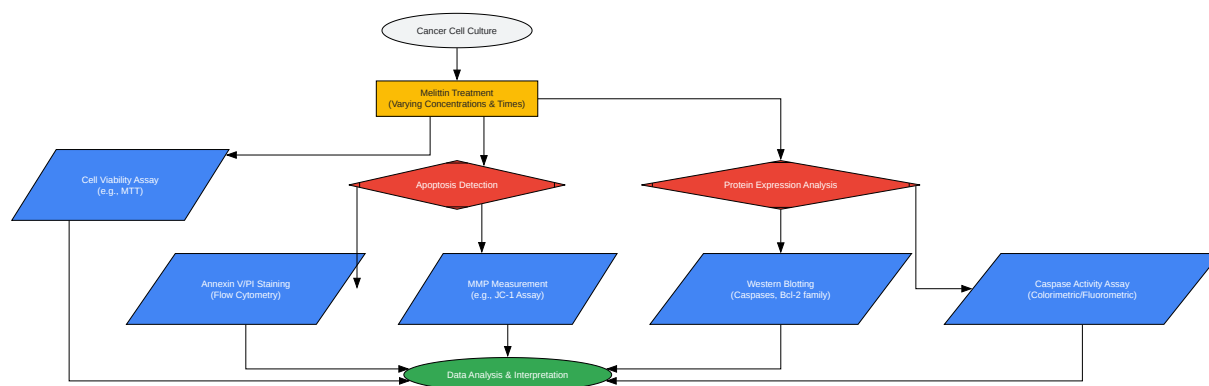 Cancer Cell Culture
Melittin Treatment
(Varying Concentrations & Times)
Cell Viability Assay
(e.g., MTT)
Apoptosis Detection
Protein Expression Analysis
Annexin V/PI Staining
(Flow Cytometry)
MMP Measurement
(e.g., JC-1 Assay)
Western Blotting
(Caspases, Bcl-2 family)
Caspase Activity Assay
(Colorimetric/Fluorometric)
Data Analysis & Interpretation